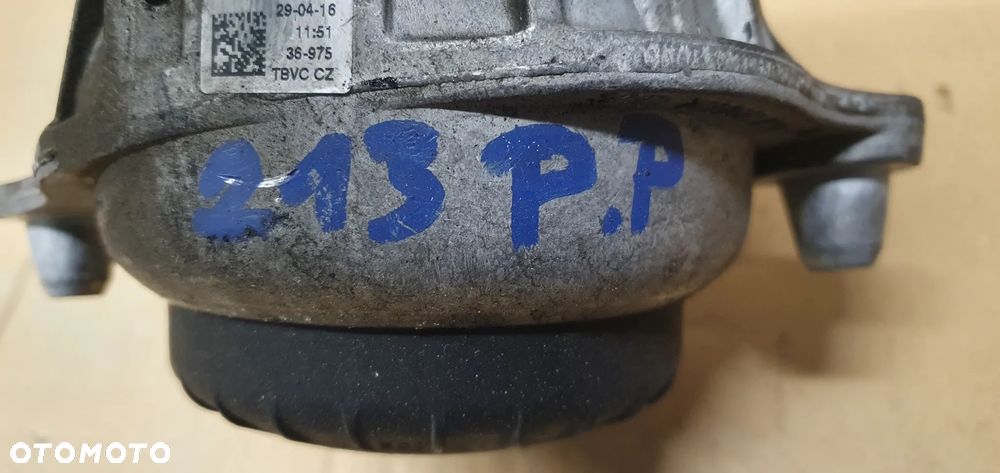 29-04-16
11:51
36-975
TBVC CZ
213 P.P
OTOMOTO